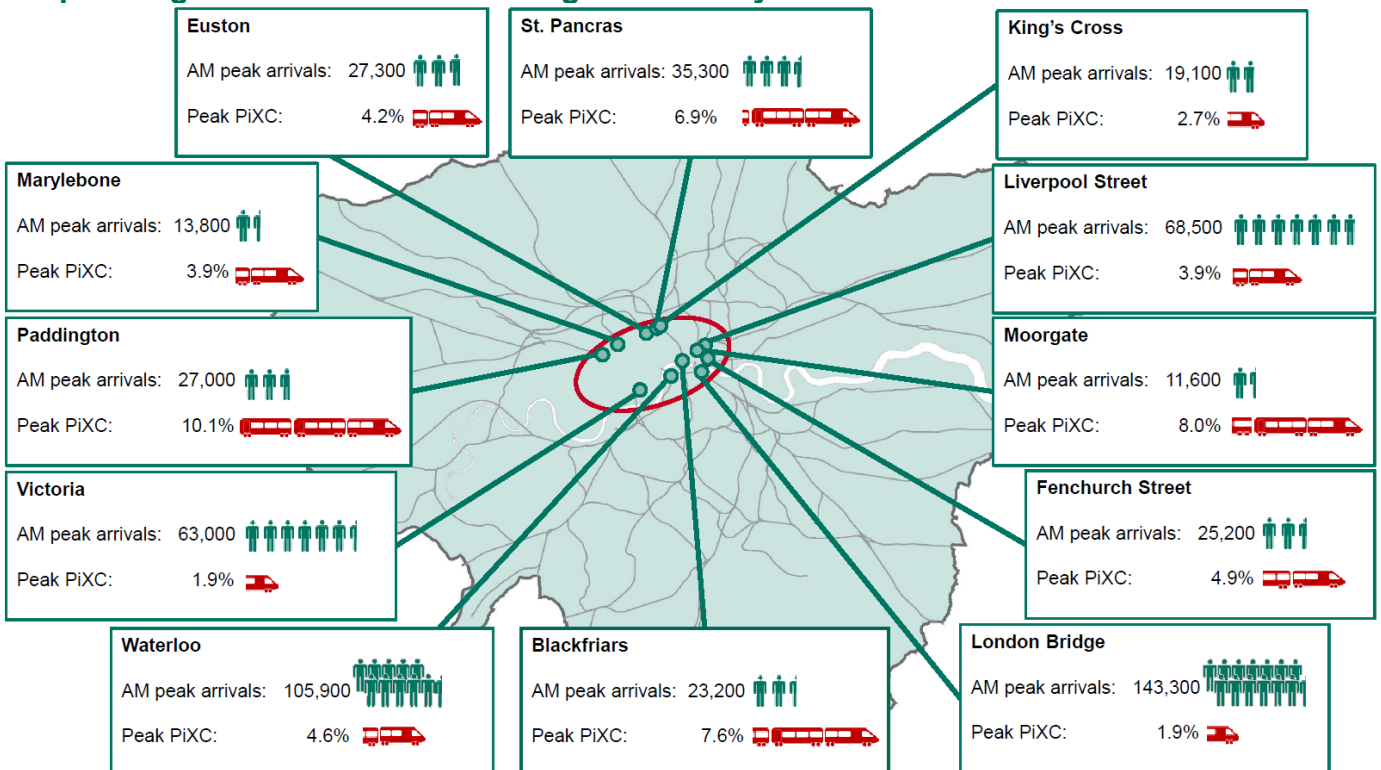 Euston
AM peak arrivals: 27,300
Peak PiXC: 4.2%
St. Pancras
AM peak arrivals: 35,300
Peak PiXC: 6.9%
King's Cross
AM peak arrivals: 19,100
Peak PiXC: 2.7%
Marylebone
AM peak arrivals: 13,800
Peak PiXC: 3.9%
Liverpool Street
AM peak arrivals: 68,500
Peak PiXC: 3.9%
Paddington
AM peak arrivals: 27,000
Peak PiXC: 10.1%
Moorgate
AM peak arrivals: 11,600
Peak PiXC: 8.0%
Victoria
AM peak arrivals: 63,000
Peak PiXC: 1.9%
Fenchurch Street
AM peak arrivals: 25,200
Peak PiXC: 4.9%
Waterloo
AM peak arrivals: 105,900
Peak PiXC: 4.6%
Blackfriars
AM peak arrivals: 23,200
Peak PiXC: 7.6%
London Bridge
AM peak arrivals: 143,300
Peak PiXC: 1.9%